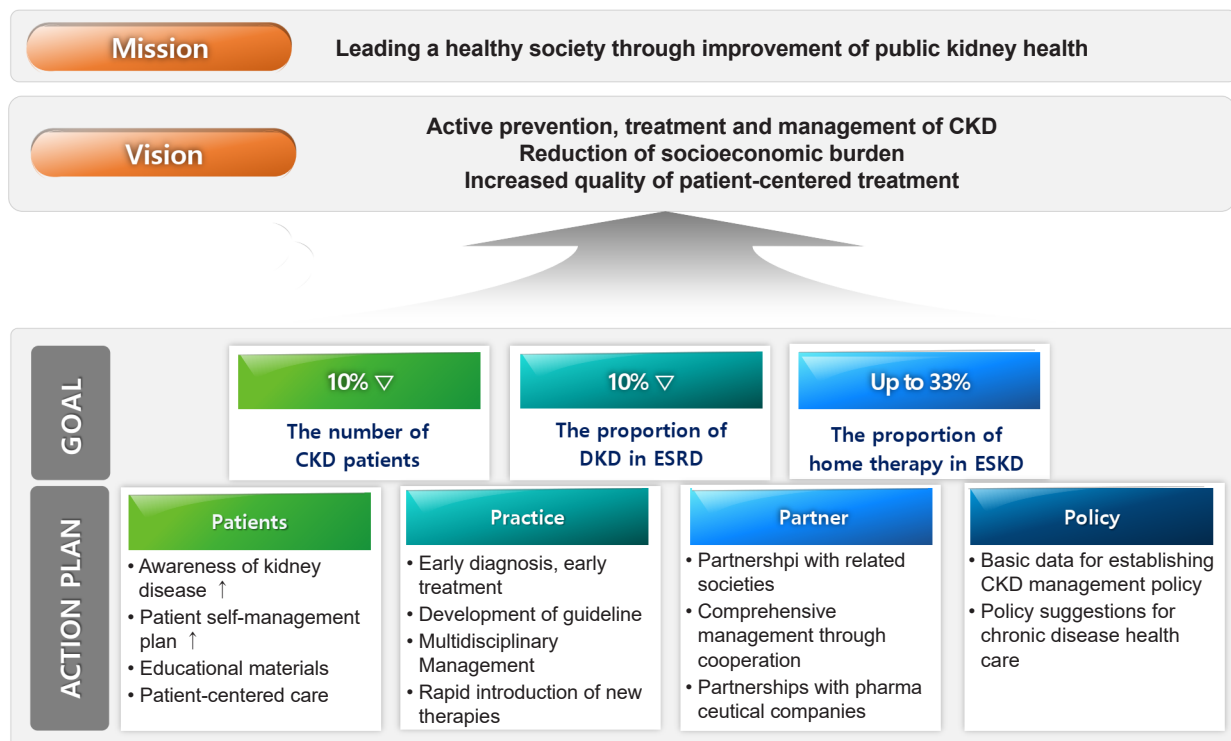 Mission
Leading a healthy society through improvement of public kidney health
Vision
Active prevention, treatment and management of CKD
Reduction of socioeconomic burden
Increased quality of patient-centered treatment
GOAL
10% ▽
The number of
CKD patients
10% ▽
The proportion of
DKD in ESRD
Up to 33%
The proportion of
home therapy in ESKD
ACTION PLAN
Patients
• Awareness of kidney
disease ↑
• Patient self-management
plan ↑
• Educational materials
• Patient-centered care
Practice
• Early diagnosis, early
treatment
• Development of guideline
• Multidisciplinary
Management
• Rapid introduction of new
therapies
Partner
• Partnershpi with related
societies
• Comprehensive
management through
cooperation
• Partnerships with pharma
ceutical companies
Policy
• Basic data for establishing
CKD management policy
• Policy suggestions for
chronic disease health
care